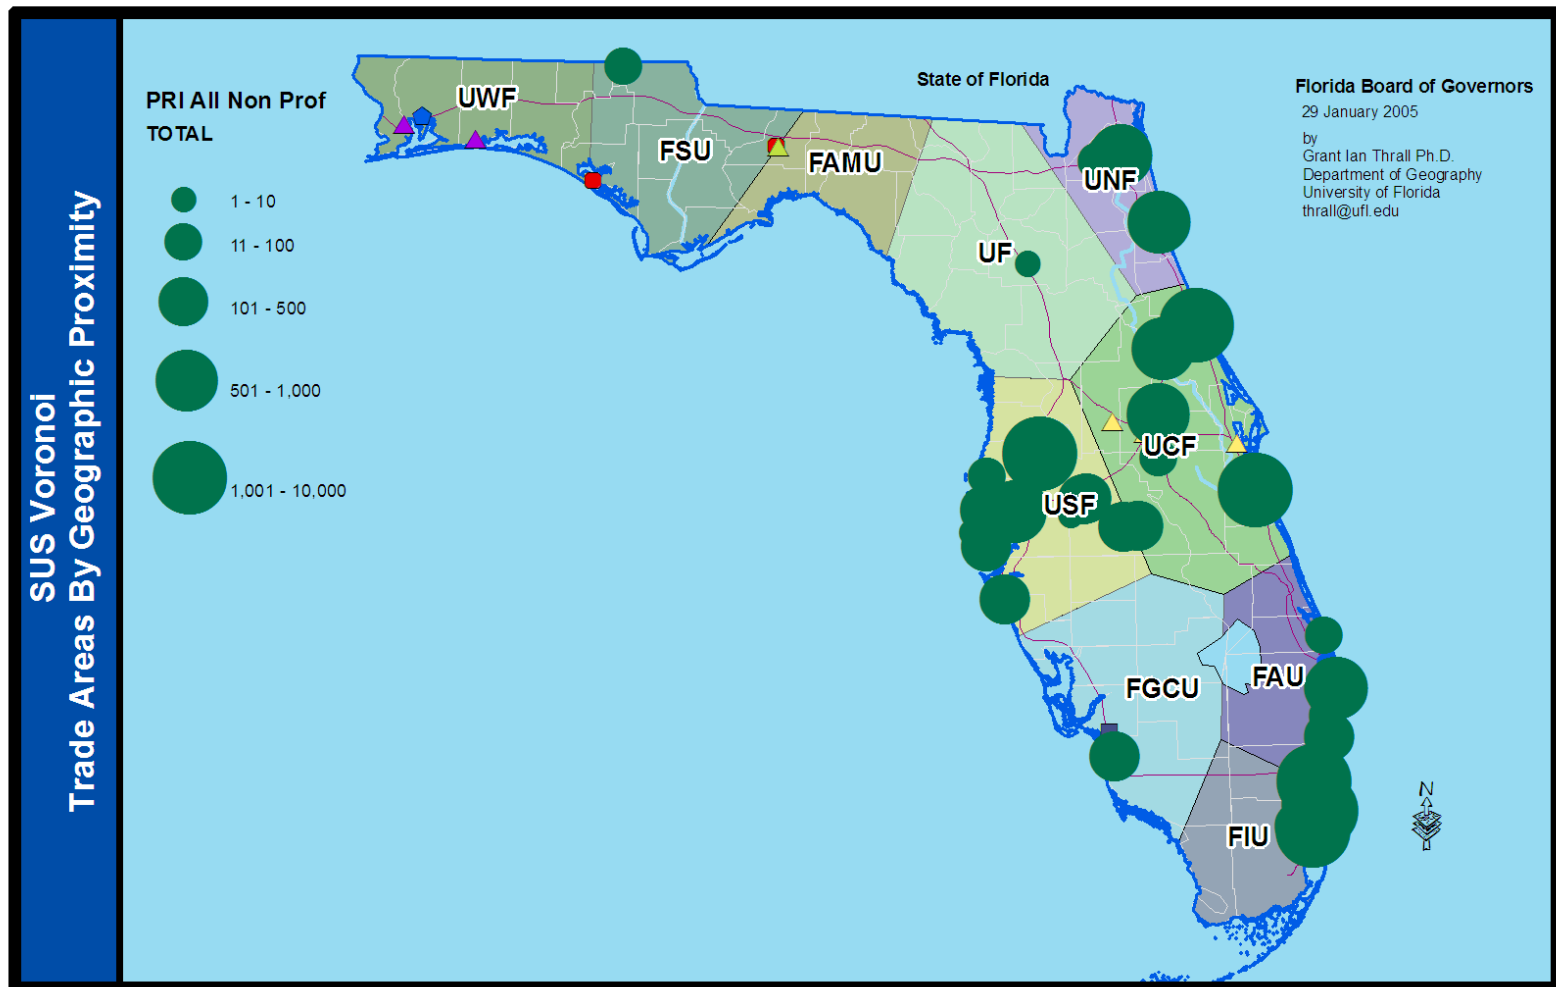 SUS Voronoi
Trade Areas By Geographic Proximity
PRI All Non Prof
TOTAL
1 - 10
11 - 100
101 - 500
501 - 1,000
1,001 - 10,000
State of Florida
Florida Board of Governors
29 January 2005
by
Grant Ian Thrall Ph.D.
Department of Geography
University of Florida
thrall@ufl.edu
UWF
FSU
FAMU
UNF
UF
UCF
USF
FGCU
FAU
FIU
N